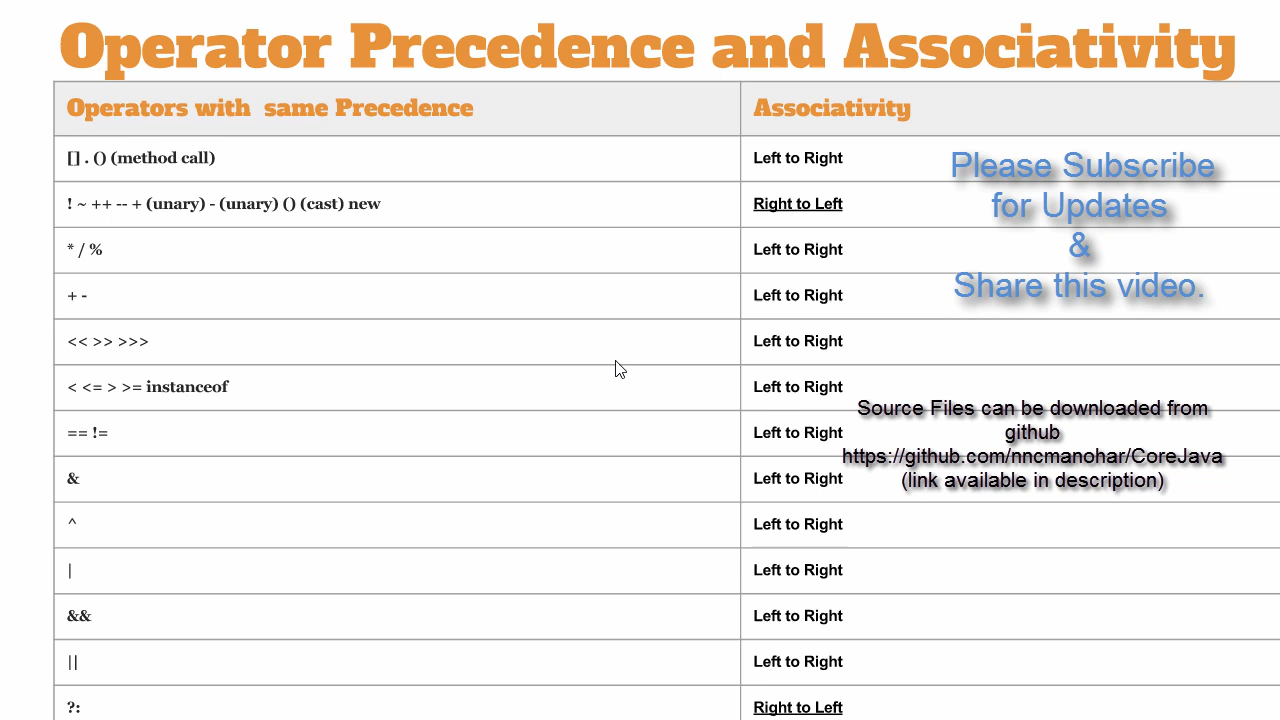 Operator Precedence and Associativity
Operators with  same Precedence
Associativity
[] . () (method call)
Left to Right
! ~ ++ -- + (unary) - (unary) () (cast) new
Right to Left
* / %
Left to Right
+ -
Left to Right
<< >> >>>
Left to Right
< <= > >= instanceof
Left to Right
== !=
Left to Right
&
Left to Right
^
Left to Right
|
Left to Right
&&
Left to Right
||
Left to Right
?:
Right to Left
Please Subscribe
for Updates
&
Share this video.
Source Files can be downloaded from
github
https://github.com/nncmanohar/CoreJava
(link available in description)